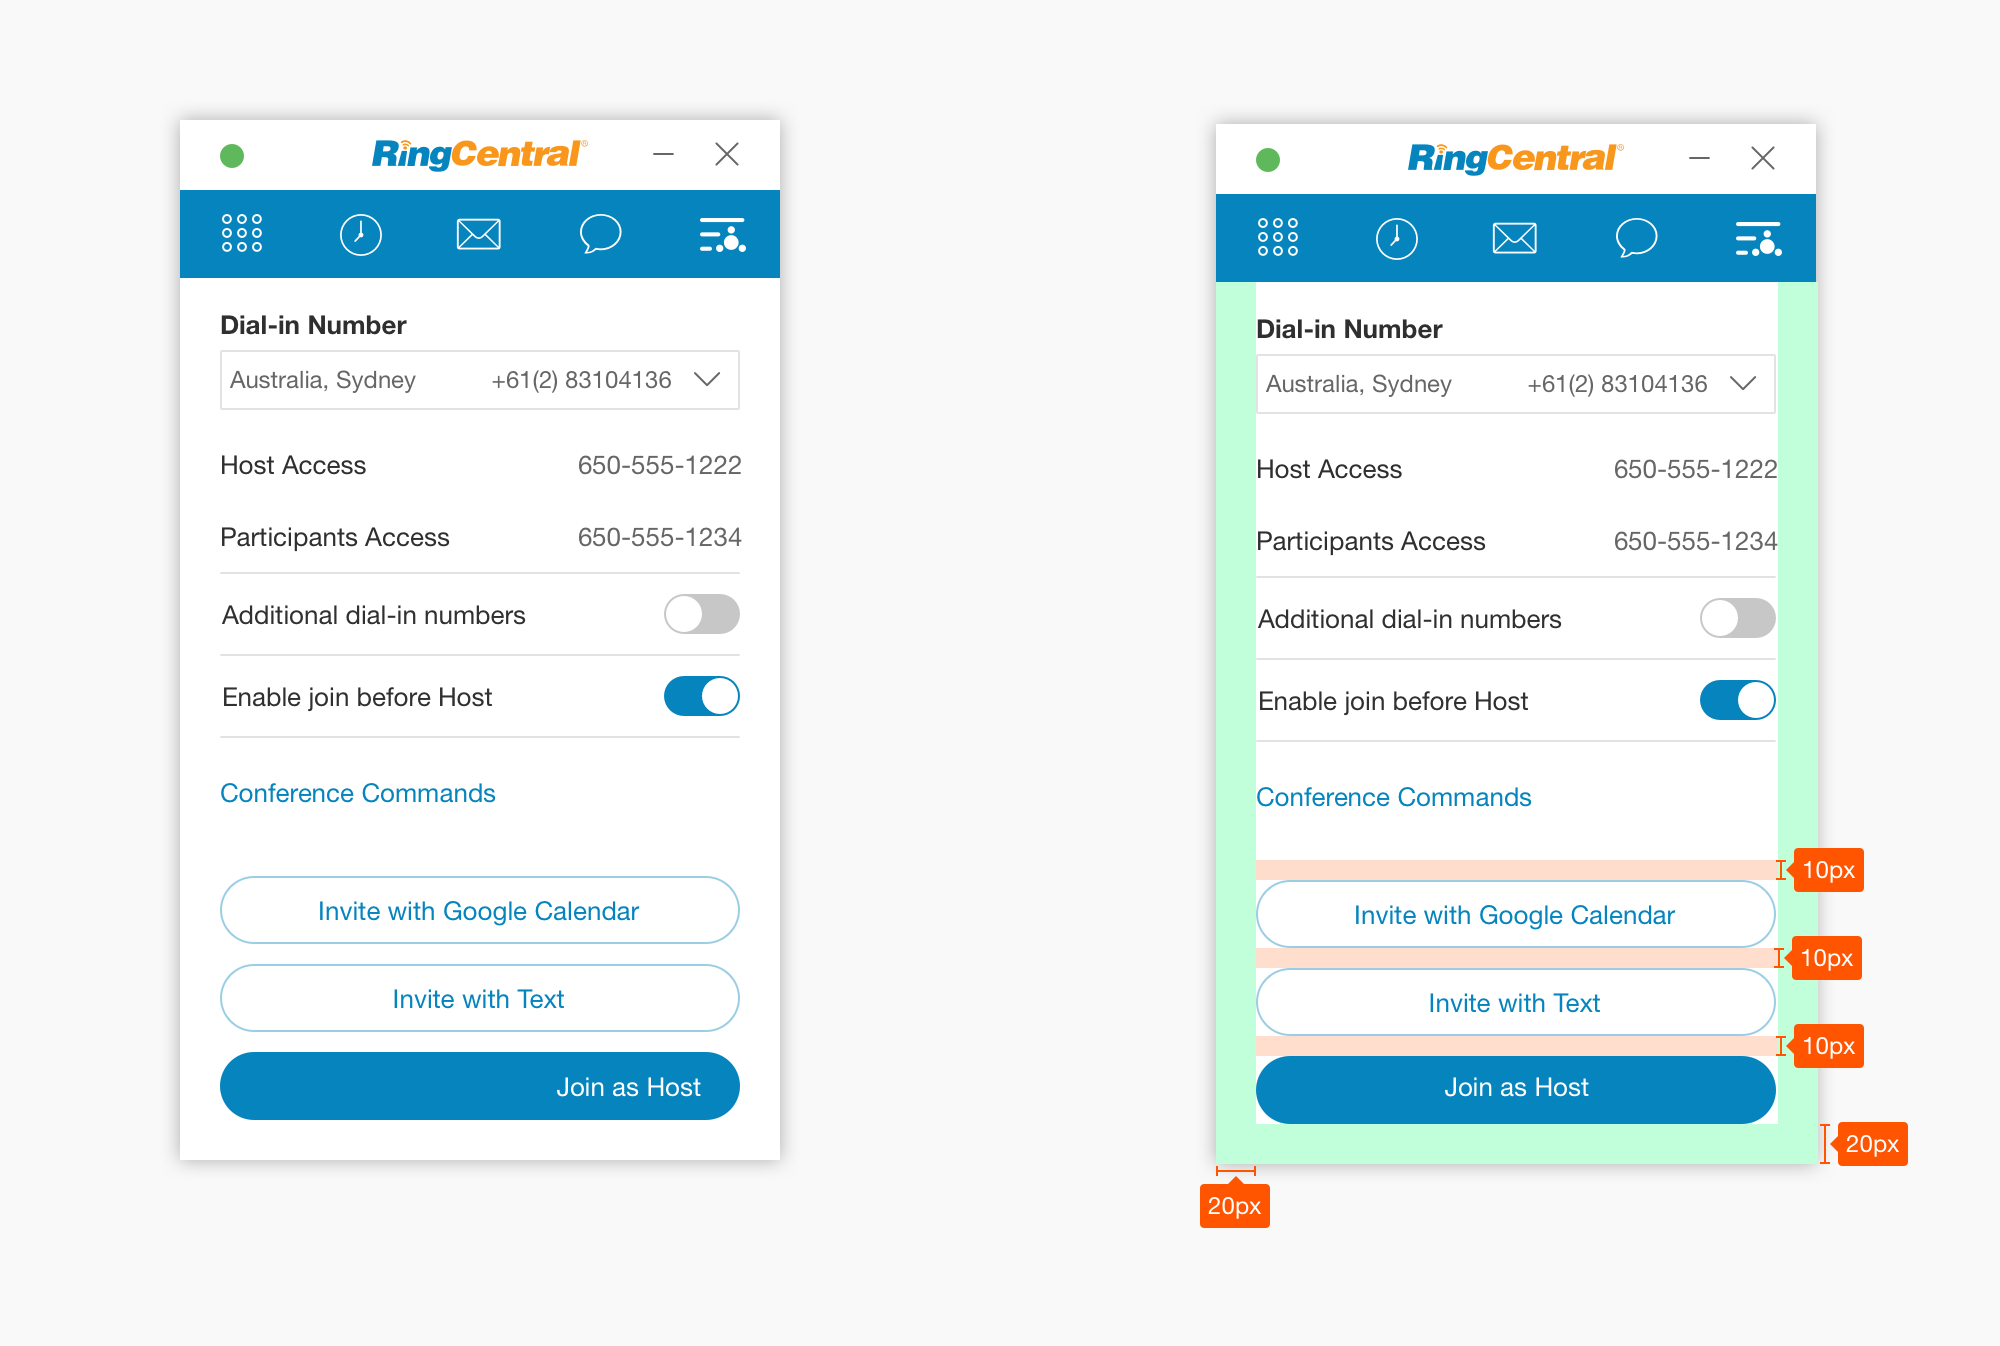 RingCentral®
Dial-in Number
Australia, Sydney +61(2) 83104136
Host Access 650-555-1222
Participants Access 650-555-1234
Additional dial-in numbers
Enable join before Host
Conference Commands
Invite with Google Calendar
Invite with Text
Join as Host
RingCentral®
Dial-in Number
Australia, Sydney +61(2) 83104136
Host Access 650-555-1222
Participants Access 650-555-1234
Additional dial-in numbers
Enable join before Host
Conference Commands
10px
Invite with Google Calendar
10px
Invite with Text
10px
Join as Host
20px
20px